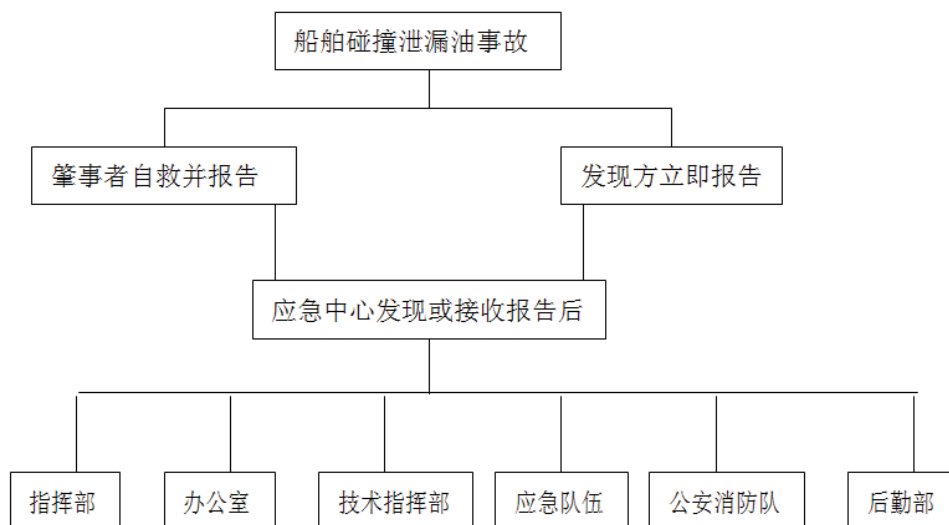 船舶碰撞泄漏油事故
肇事者自救并报告
发现方立即报告
应急中心发现或接收报告后
指挥部
办公室
技术指挥部
应急队伍
公安消防队
后勤部